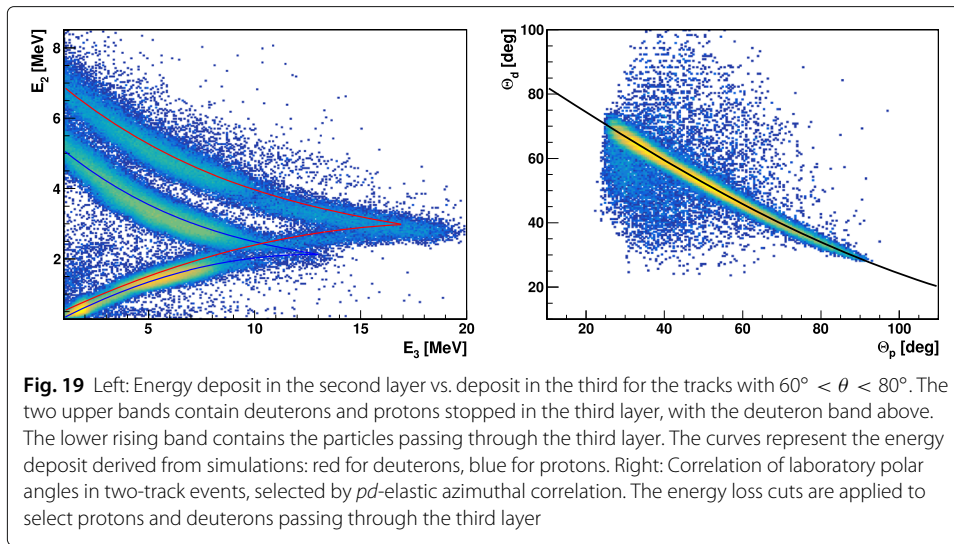 E2 [MeV]
8
6
4
2
5
10
15
20
E3 [MeV]
Θd [deg]
100
80
60
40
20
20
40
60
80
100
Θp [deg]
Fig. 19 Left: Energy deposit in the second layer vs. deposit in the third for the tracks with 60° < θ < 80°. The
two upper bands contain deuterons and protons stopped in the third layer, with the deuteron band above.
The lower rising band contains the particles passing through the third layer. The curves represent the energy
deposit derived from simulations: red for deuterons, blue for protons. Right: Correlation of laboratory polar
angles in two-track events, selected by pd-elastic azimuthal correlation. The energy loss cuts are applied to
select protons and deuterons passing through the third layer